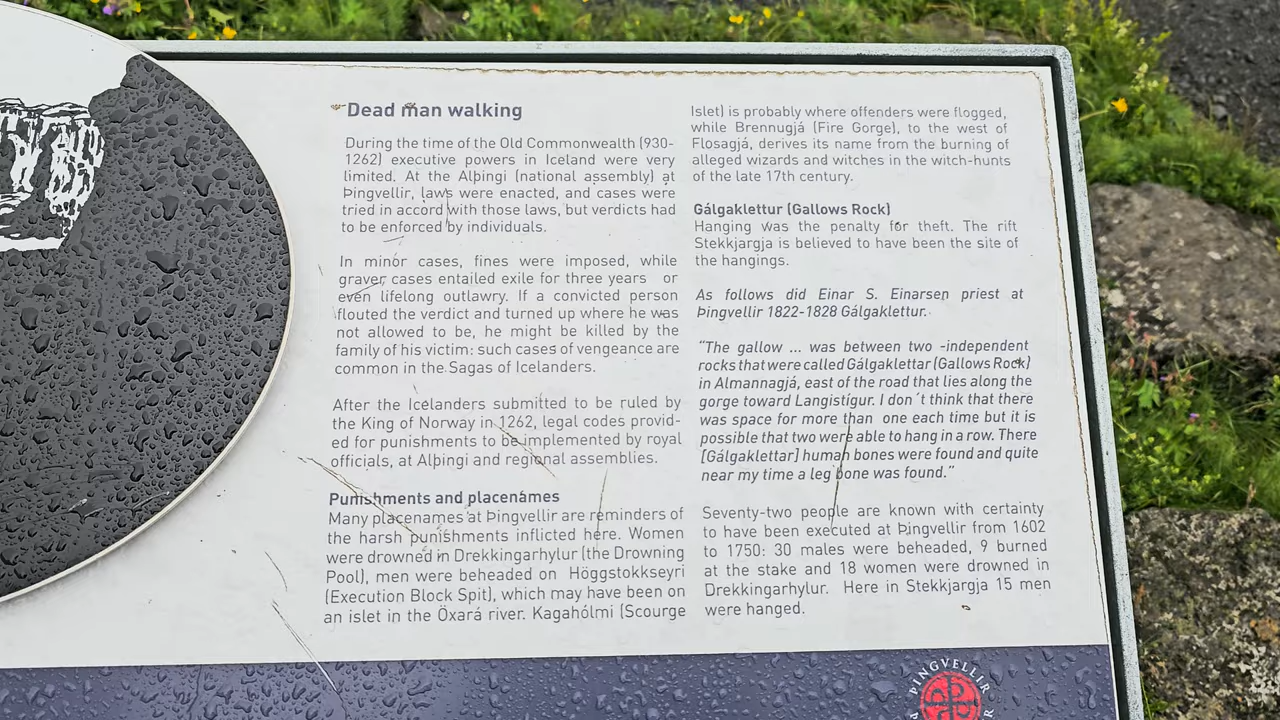 Dead man walking
During the time of the Old Commonwealth (930-
1262) executive powers in Iceland were very
limited. At the Alþingi (national assembly) at
Þingvellir, laws were enacted, and cases were
tried in accord with those laws, but verdicts had
to be enforced by individuals.
In minor cases, fines were imposed, while
graver cases entailed exile for three years or
even lifelong outlawry. If a convicted person
flouted the verdict and turned up where he was
not allowed to be, he might be killed by the
family of his victim: such cases of vengeance are
common in the Sagas of Icelanders.
After the Icelanders submitted to be ruled by
the King of Norway in 1262, legal codes provid-
ed for punishments to be implemented by royal
officials, at Alþingi and regional assemblies.
Punishments and placenames
Many placenames at Þingvellir are reminders of
the harsh punishments inflicted here. Women
were drowned in Drekkingarhylur (the Drowning
Pool), men were beheaded on Höggstokkseyri
(Execution Block Spit), which may have been on
an islet in the Öxará river. Kagahólmi (Scourge
Islet) is probably where offenders were flogged,
while Brennugjá (Fire Gorge), to the west of
Flosagjá, derives its name from the burning of
alleged wizards and witches in the witch-hunts
of the late 17th century.
Gálgaklettur (Gallows Rock)
Hanging was the penalty for theft. The rift
Stekkjargja is believed to have been the site of
the hangings.
As follows did Einar S. Einarsen priest at
Þingvellir 1822-1828 Gálgaklettur.
"The gallow ... was between two -independent
rocks that were called Gálgaklettar (Gallows Rock)
in Almannagjá, east of the road that lies along the
gorge toward Langistígur. I don´t think that there
was space for more than one each time but it is
possible that two were able to hang in a row. There
[Gálgaklettar] human bones were found and quite
near my time a leg bone was found."
Seventy-two people are known with certainty
to have been executed at Þingvellir from 1602
to 1750: 30 males were beheaded, 9 burned
at the stake and 18 women were drowned in
Drekkingarhylur. Here in Stekkjargja 15 men
were hanged.
ÞINGVELLIR